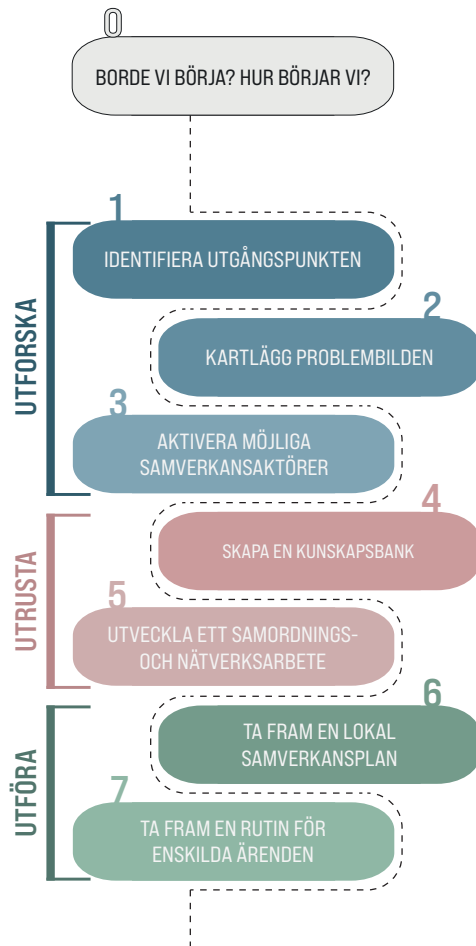 0
BORDE VI BÖRJA? HUR BÖRJAR VI?
UTFORSKA
1
IDENTIFIERA UTGÅNGSPUNKTEN
2
KARTLÄGG PROBLEMBILDEN
3
AKTIVERA MÖJLIGA
SAMVERKANSAKTÖRER
UTRUSTA
4
SKAPA EN KUNSKAPSBANK
5
UTVECKLA ETT SAMORDNINGS-
OCH NÄTVERKSARBETE
UTFÖRA
6
TA FRAM EN LOKAL
SAMVERKANSPLAN
7
TA FRAM EN RUTIN FÖR
ENSKILDA ÄRENDEN